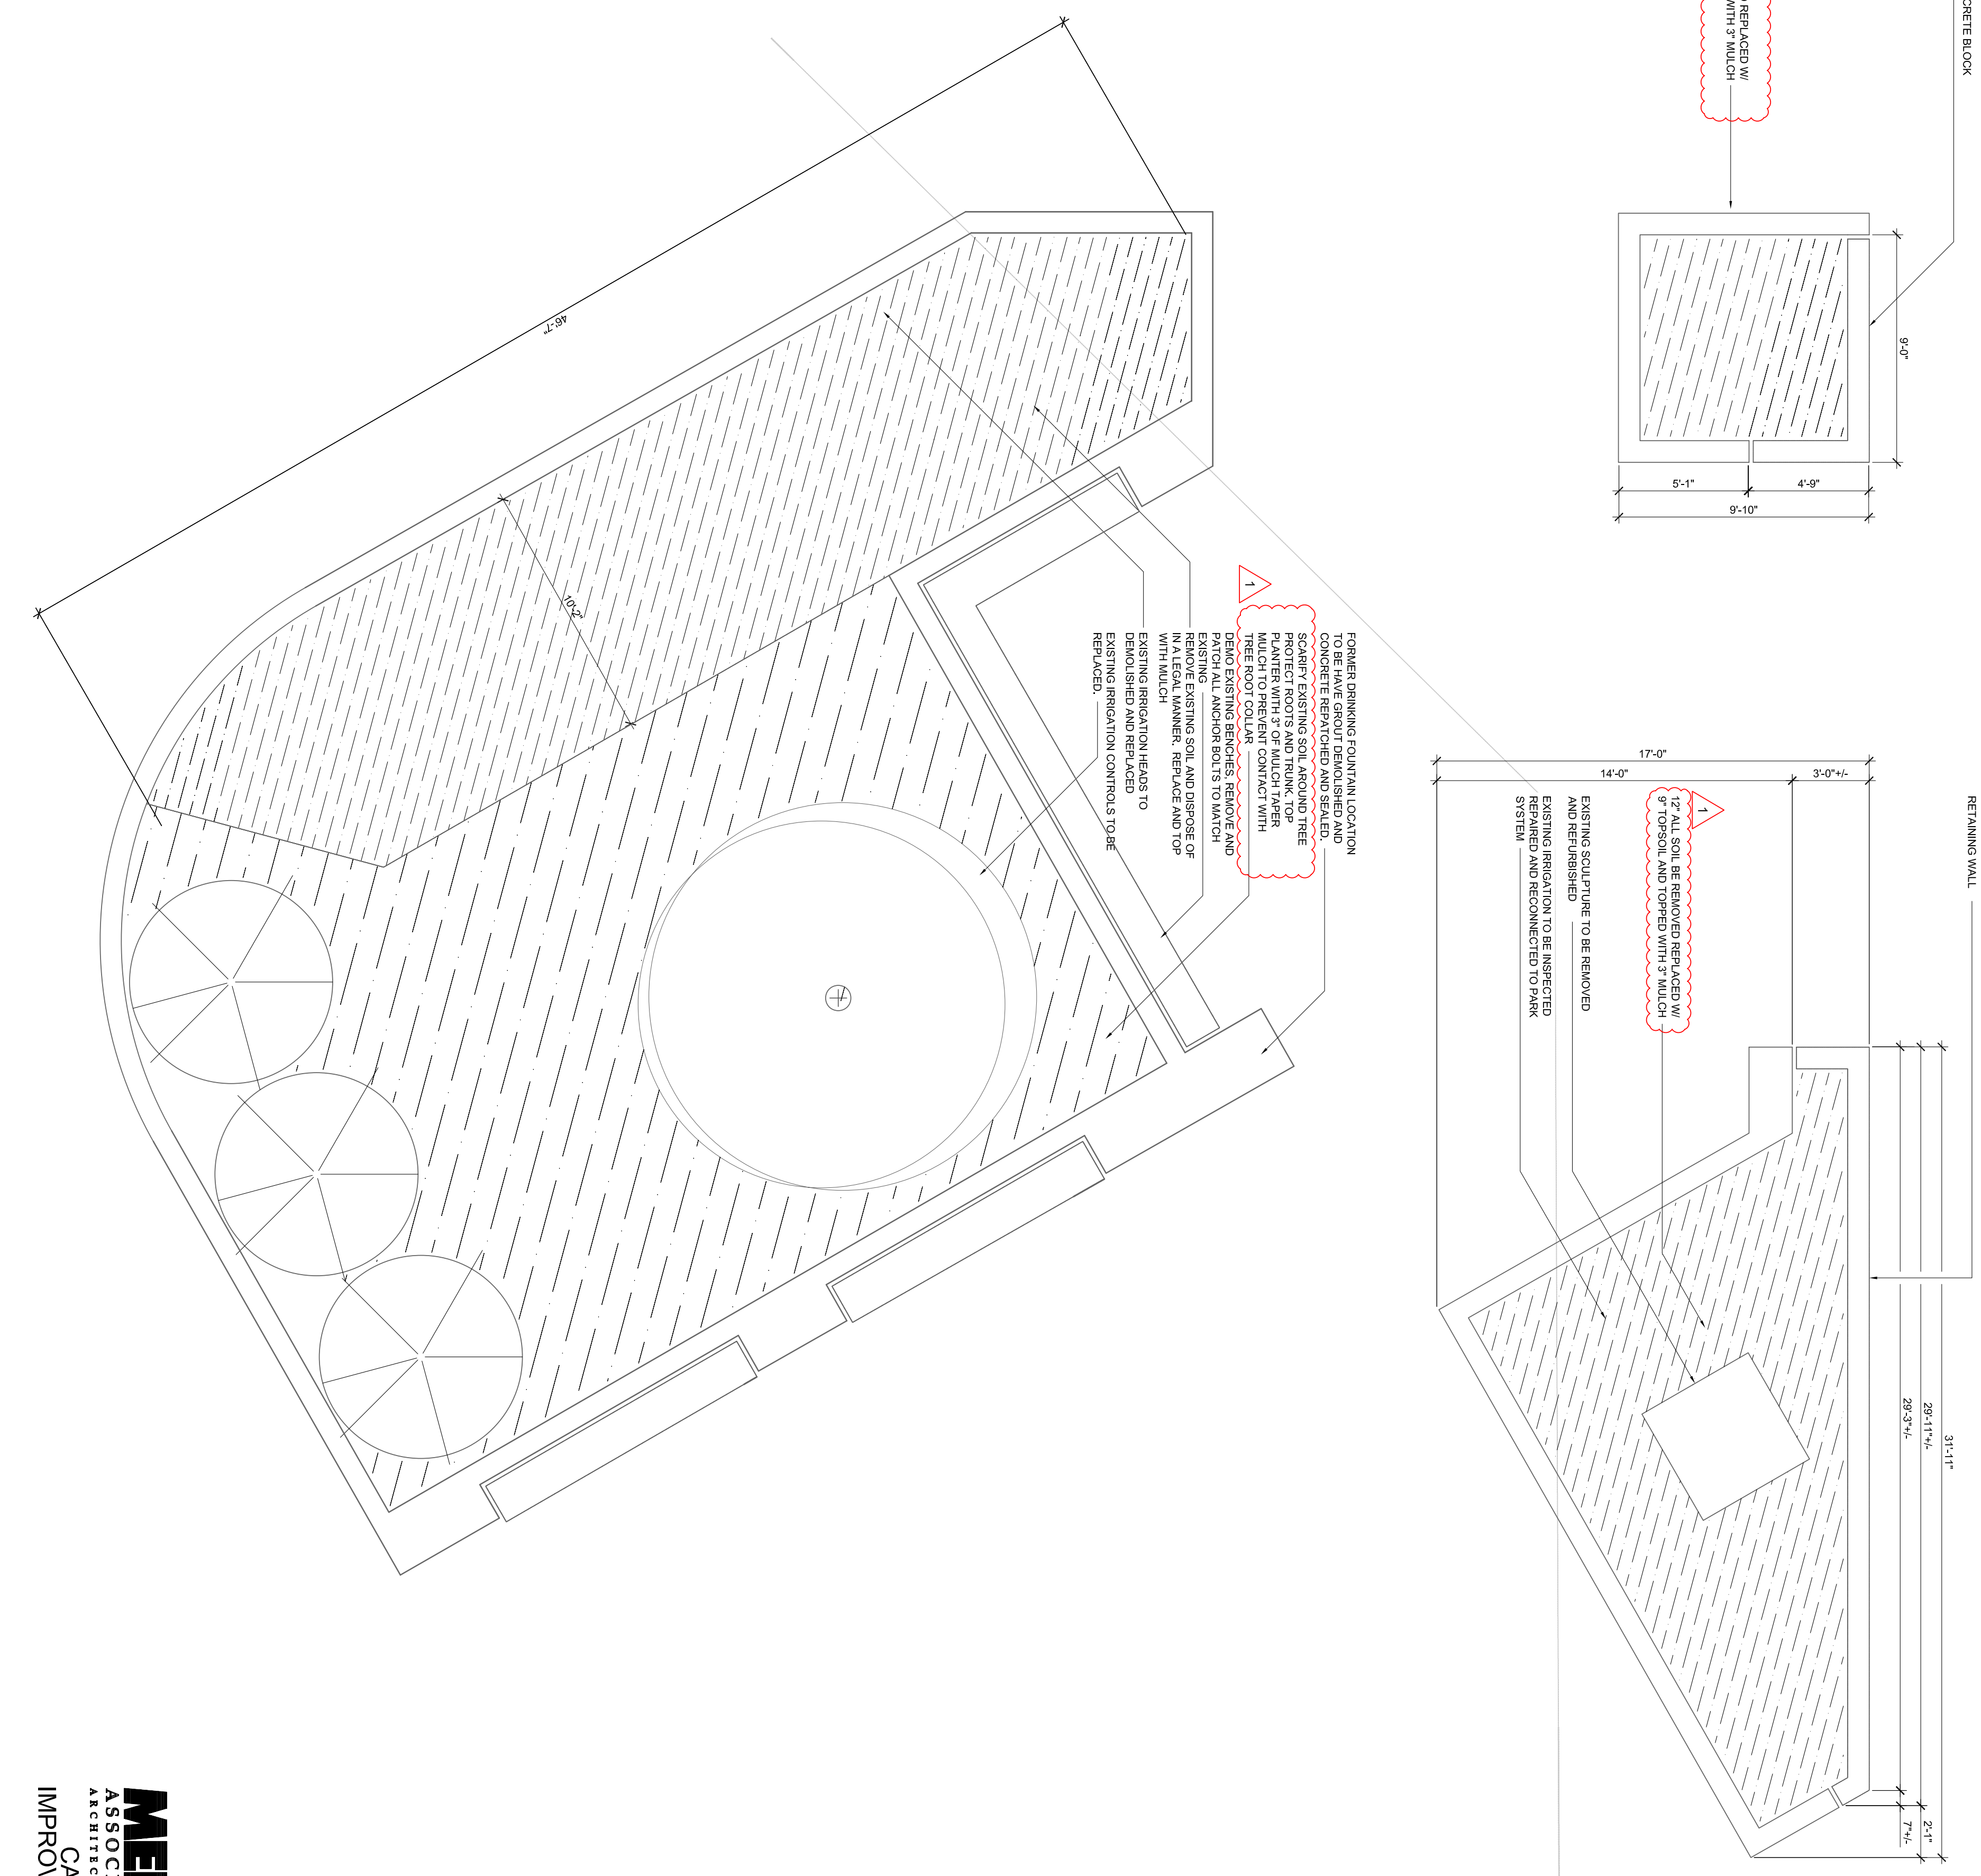 CRETE BLOCK
REPLACED W/
WITH 3" MULCH
9'-0"
5'-1"
4'-9"
9'-10"
46'-7"
10'-2"
1
FORMER DRINKING FOUNTAIN LOCATION
TO BE HAVE GROUT DEMOLISHED AND
CONCRETE REPATCHED AND SEALED.
SCARIFY EXISTING SOIL AROUND TREE
PROTECT ROOTS AND TRUNK. TOP
PLANTER WITH 3" OF MULCH TAPER
MULCH TO PREVENT CONTACT WITH
TREE ROOT COLLAR
DEMO EXISTING BENCHES, REMOVE AND
PATCH ALL ANCHOR BOLTS TO MATCH
EXISTING
REMOVE EXISTING SOIL AND DISPOSE OF
IN A LEGAL MANNER. REPLACE AND TOP
WITH MULCH
EXISTING IRRIGATION HEADS TO
DEMOLISHED AND REPLACED
EXISTING IRRIGATION CONTROLS TO BE
REPLACED.
RETAINING WALL
17'-0"
14'-0"
3'-0"+/-
1
12" ALL SOIL BE REMOVED REPLACED W/
9" TOPSOIL AND TOPPED WITH 3" MULCH
EXISTING SCULPTURE TO BE REMOVED
AND REFURBISHED
EXISTING IRRIGATION TO BE INSPECTED
REPAIRED AND RECONNECTED TO PARK
SYSTEM
31'-11"
29'-11"+/-
2'-1"
29'-3"+/-
7"+/-
ASSOC
ARCHITEC
CA
IMPROV